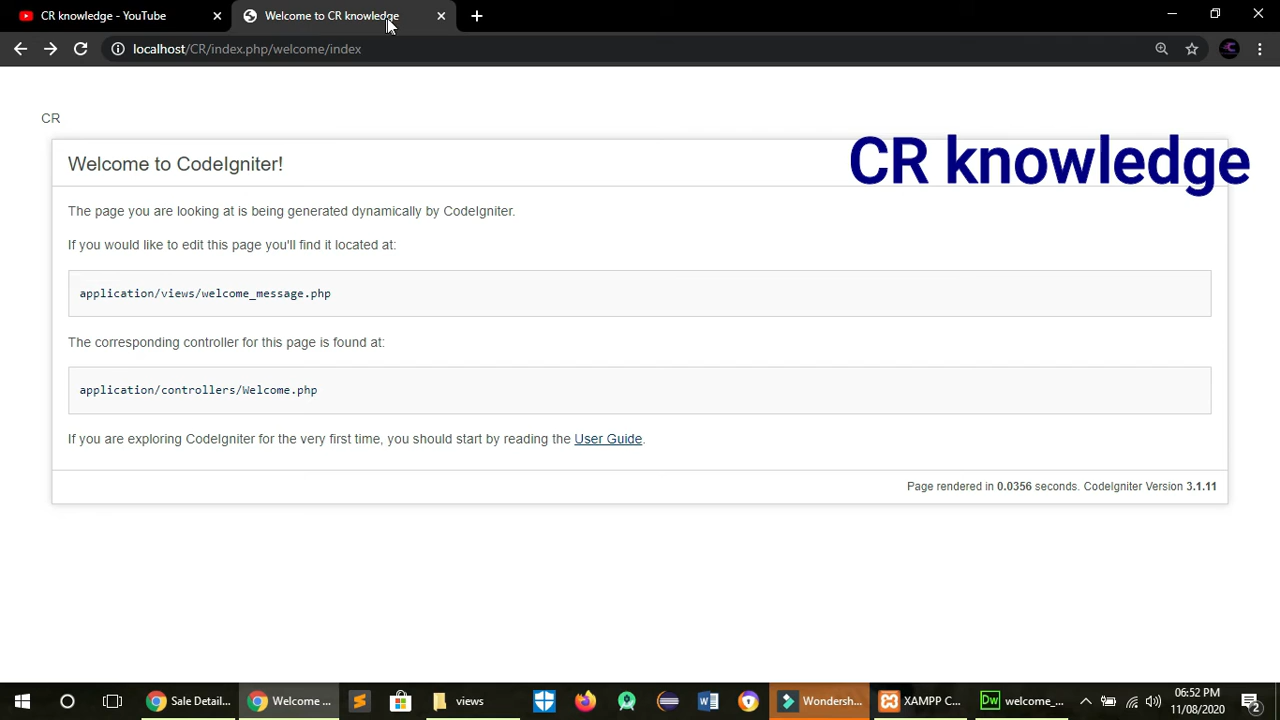 CR knowledge - YouTube
Welcome to CR knowledge
localhost/CR/index.php/welcome/index
CR
CR knowledge
Welcome to CodeIgniter!
The page you are looking at is being generated dynamically by CodeIgniter.
If you would like to edit this page you'll find it located at:
application/views/welcome_message.php
The corresponding controller for this page is found at:
application/controllers/Welcome.php
If you are exploring CodeIgniter for the very first time, you should start by reading the User Guide.
Page rendered in 0.0356 seconds. CodeIgniter Version 3.1.11
Sale Detail...
Welcome ...
views
Wondersh...
XAMPP C...
Dw
welcome_...
06:52 PM
11/08/2020
2